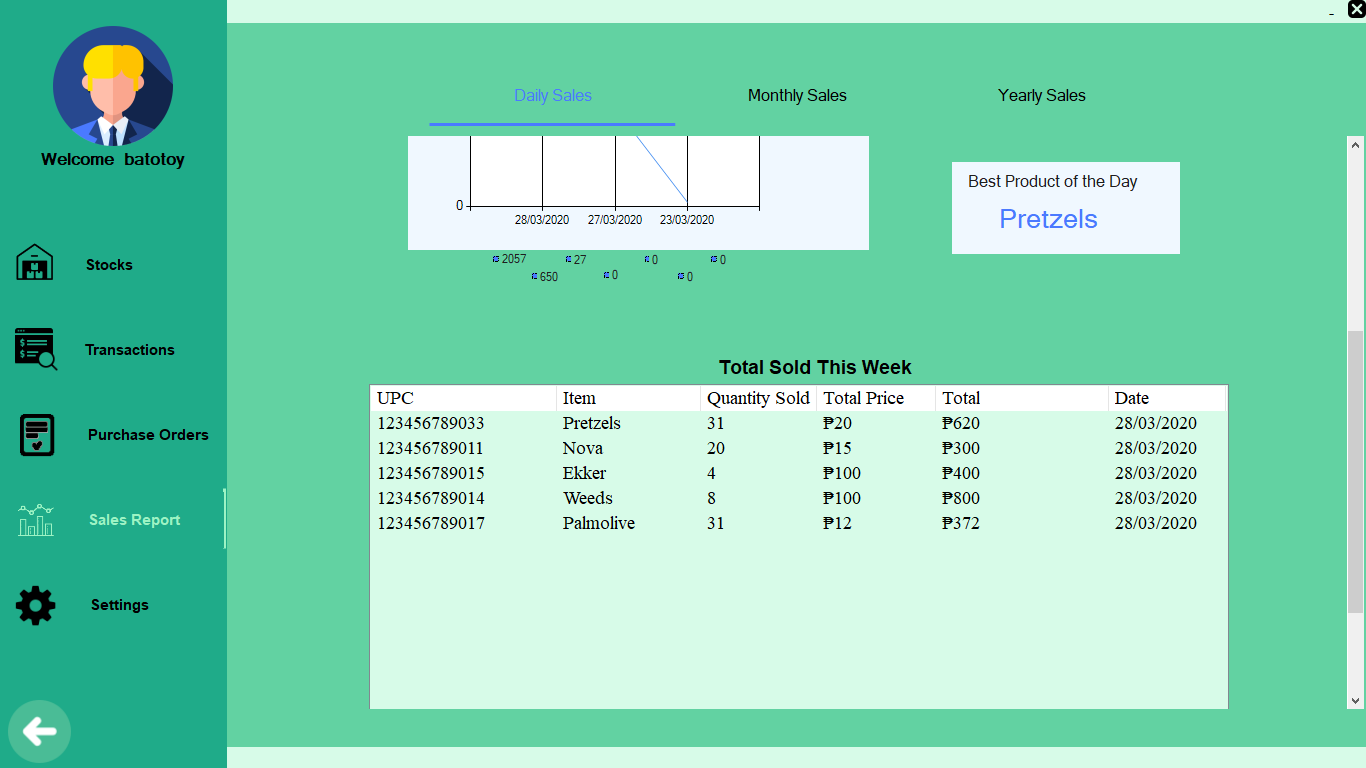 Welcome batotoy
Stocks
Transactions
Purchase Orders
Sales Report
Settings
Daily Sales Monthly Sales Yearly Sales
0
28/03/2020 27/03/2020 23/03/2020
2057 27 0 0
650 0 0
Best Product of the Day
Pretzels
Total Sold This Week
UPC Item Quantity Sold Total Price Total Date
123456789033 Pretzels 31 ₱20 ₱620 28/03/2020
123456789011 Nova 20 ₱15 ₱300 28/03/2020
123456789015 Ekker 4 ₱100 ₱400 28/03/2020
123456789014 Weeds 8 ₱100 ₱800 28/03/2020
123456789017 Palmolive 31 ₱12 ₱372 28/03/2020